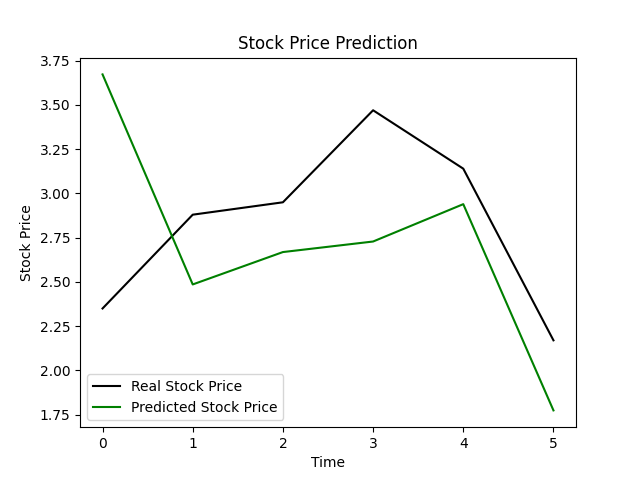 Stock Price Prediction
Stock Price
3.75
3.50
3.25
3.00
2.75
2.50
2.25
2.00
1.75
Real Stock Price
Predicted Stock Price
0 1 2 3 4 5
Time